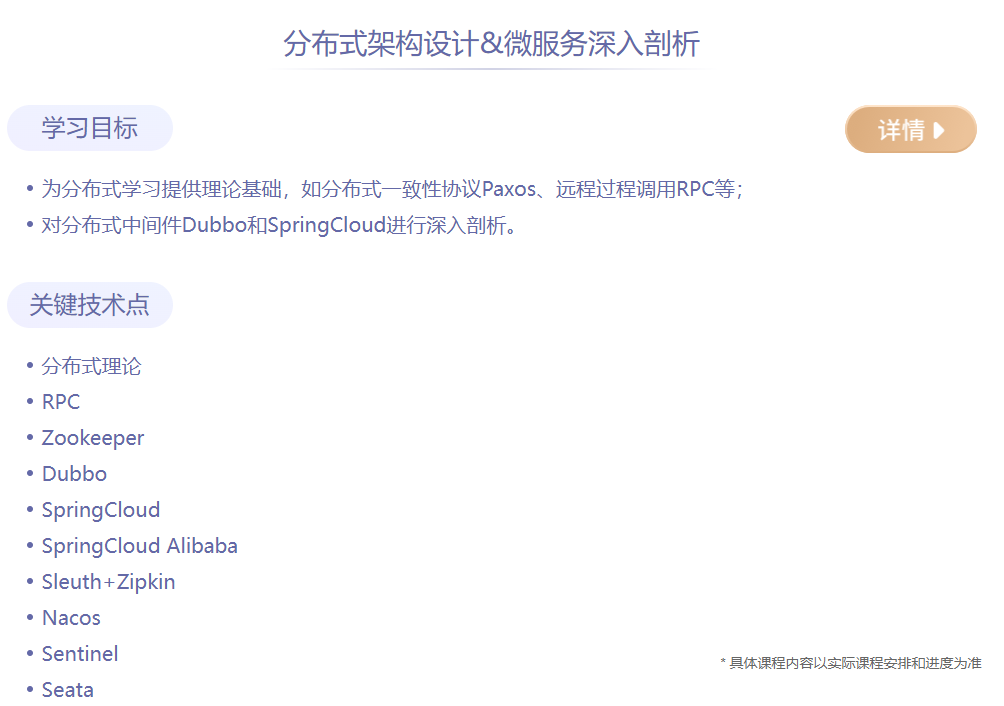 分布式架构设计&微服务深入剖析
学习目标
详情
• 为分布式学习提供理论基础，如分布式一致性协议Paxos、远程过程调用RPC等；
• 对分布式中间件Dubbo和SpringCloud进行深入剖析。
关键技术点
• 分布式理论
• RPC
• Zookeeper
• Dubbo
• SpringCloud
• SpringCloud Alibaba
• Sleuth+Zipkin
• Nacos
• Sentinel
* 具体课程内容以实际课程安排和进度为准
• Seata